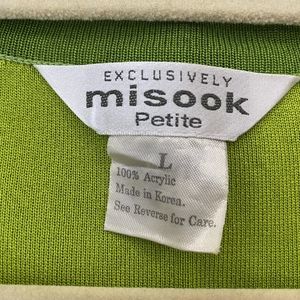 EXCLUSIVELY
misook
Petite
L
100% Acrylic
Made in Korea.
See Reverse for Care.